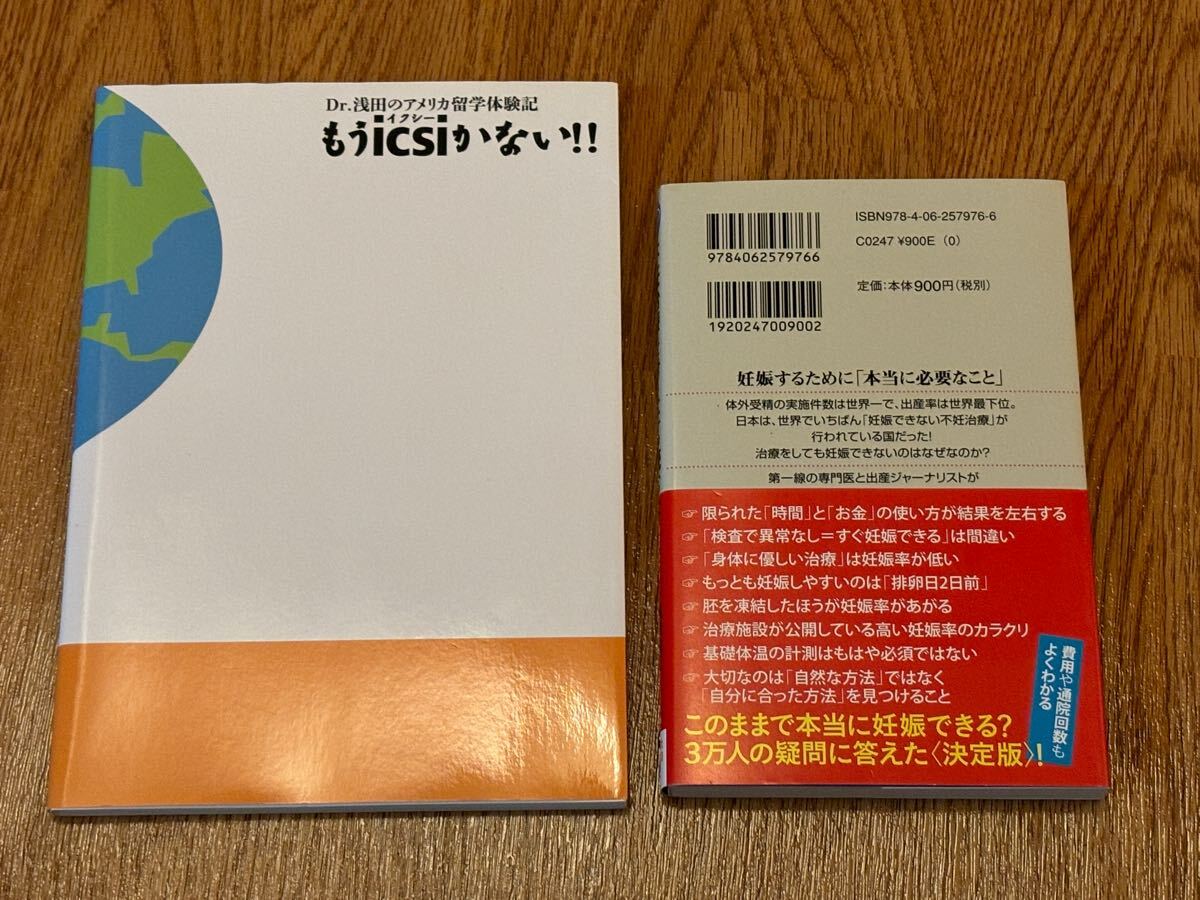 Dr.浅田のアメリカ留学体験記
イクシー
もうicsiかない!!
ISBN978-4-06-257976-6
C0247 ¥900E (0)
9784062579766
定価:本体900円(税別)
1920247009002
妊娠するために「本当に必要なこと」
体外受精の実施件数は世界一で、出産率は世界最下位。
日本は、世界でいちばん「妊娠できない不妊治療」が
行われている国だった!
治療をしても妊娠できないのはなぜなのか?
第一線の専門医と出産ジャーナリストが
☞限られた「時間」と「お金」の使い方が結果を左右する
☞「検査で異常なし=すぐ妊娠できる」は間違い
☞「身体に優しい治療」は妊娠率が低い
☞もっとも妊娠しやすいのは「排卵日2日前」
☞胚を凍結したほうが妊娠率があがる
☞治療施設が公開している高い妊娠率のカラクリ
☞基礎体温の計測はもはや必須ではない
☞大切なのは「自然な方法」ではなく
「自分に合った方法」を見つけること
費用や通院回数も
よくわかる
このままで本当に妊娠できる?
3万人の疑問に答えた〈決定版〉!